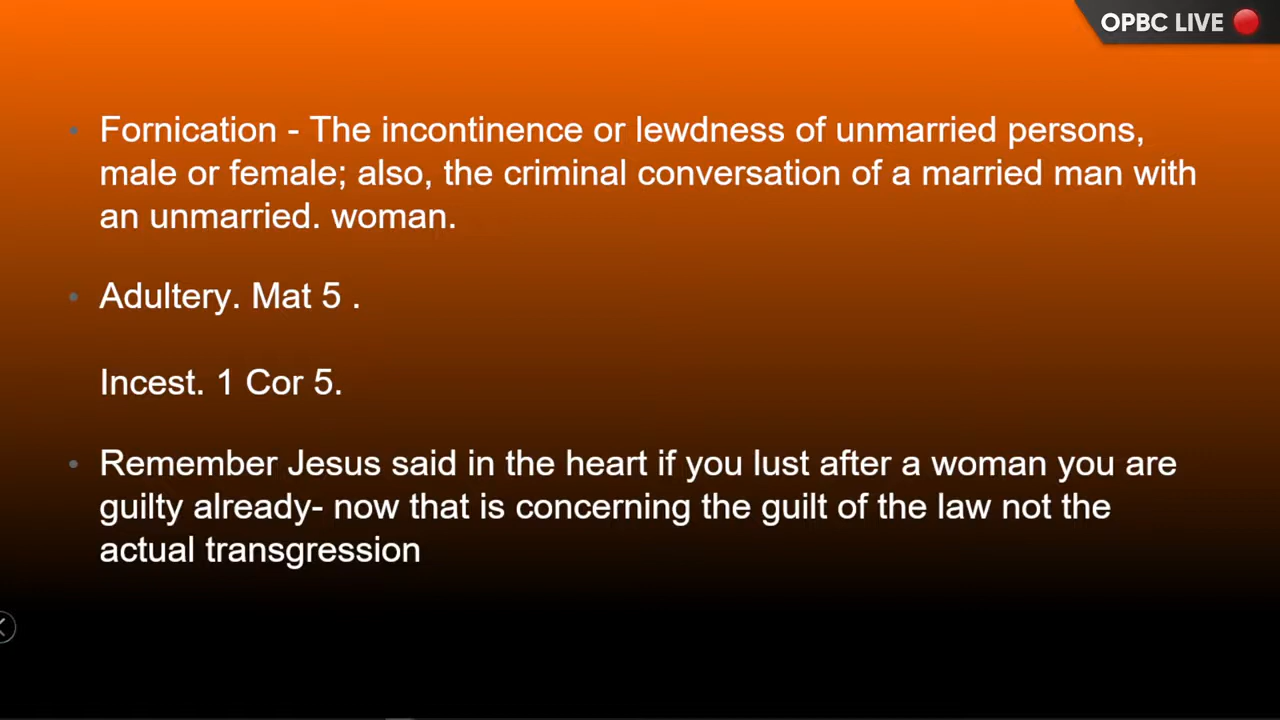 OPBC LIVE
Fornication - The incontinence or lewdness of unmarried persons,
male or female; also, the criminal conversation of a married man with
an unmarried. woman.
Adultery. Mat 5 .
Incest. 1 Cor 5.
Remember Jesus said in the heart if you lust after a woman you are
guilty already- now that is concerning the guilt of the law not the
actual transgression